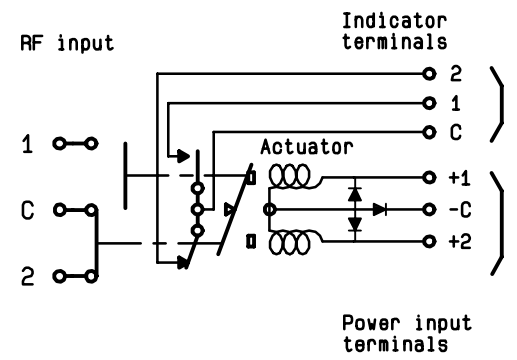 Indicator
terminals
RF input
2
1
C
1
Actuator
+1
C
-C
+2
2
Power input
terminals